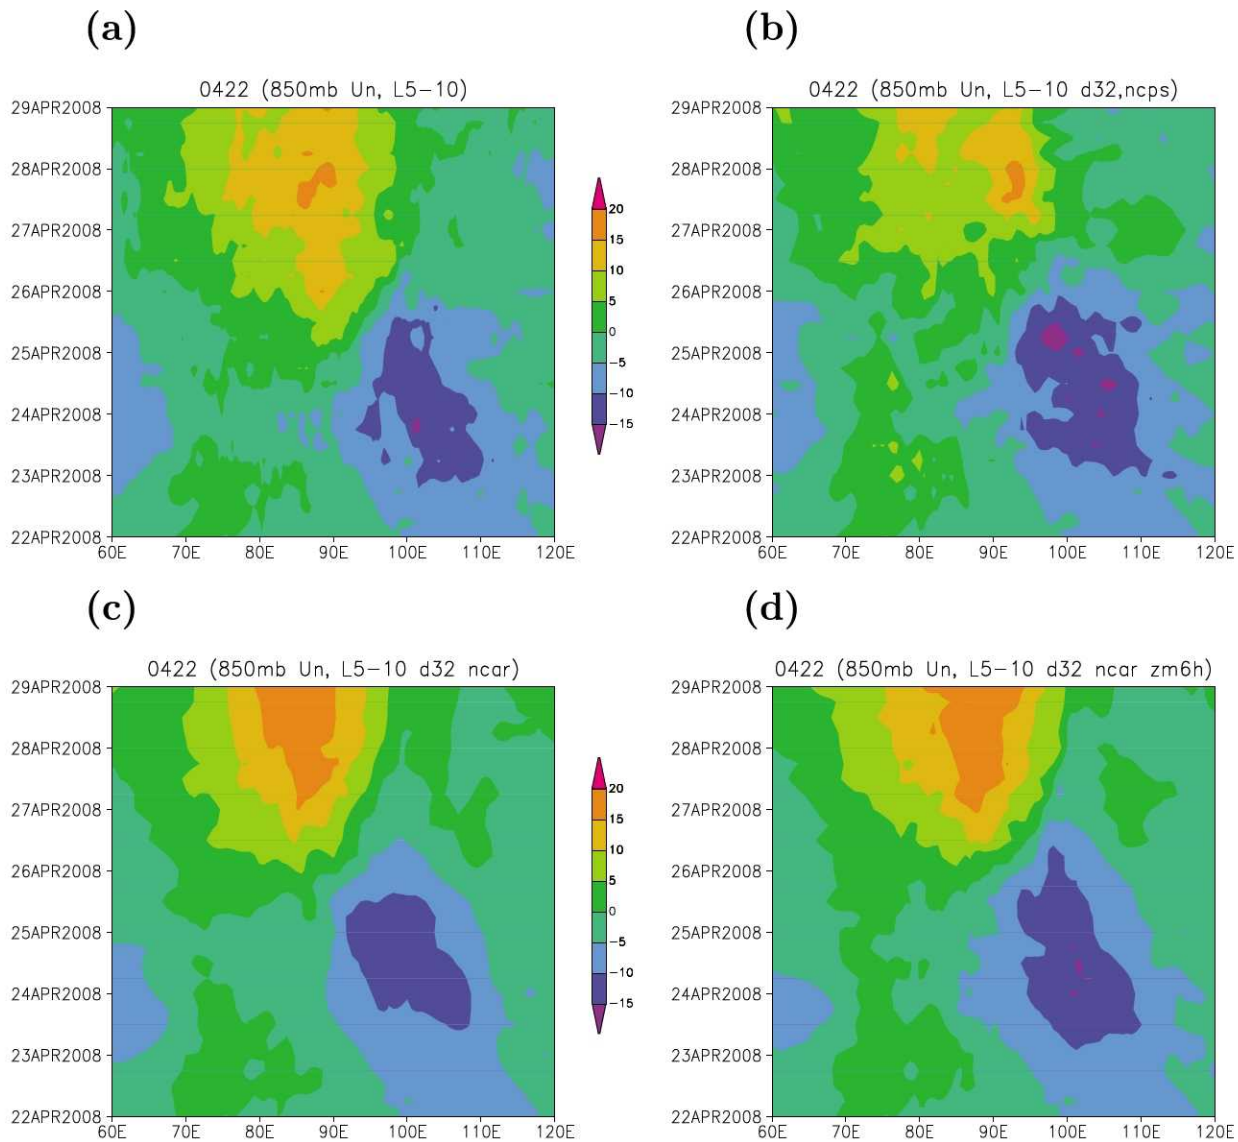 (a)
(b)
0422 (850mb Un, L5-10)
0422 (850mb Un, L5-10 d32,ncps)
29APR2008
28APR2008
27APR2008
26APR2008
25APR2008
24APR2008
23APR2008
22APR2008
60E 70E 80E 90E 100E 110E 120E
20
15
10
5
0
-5
-10
-15
29APR2008
28APR2008
27APR2008
26APR2008
25APR2008
24APR2008
23APR2008
22APR2008
60E 70E 80E 90E 100E 110E 120E
(c)
(d)
0422 (850mb Un, L5-10 d32 ncar)
0422 (850mb Un, L5-10 d32 ncar zm6h)
29APR2008
28APR2008
27APR2008
26APR2008
25APR2008
24APR2008
23APR2008
22APR2008
60E 70E 80E 90E 100E 110E 120E
20
15
10
5
0
-5
-10
-15
29APR2008
28APR2008
27APR2008
26APR2008
25APR2008
24APR2008
23APR2008
22APR2008
60E 70E 80E 90E 100E 110E 120E